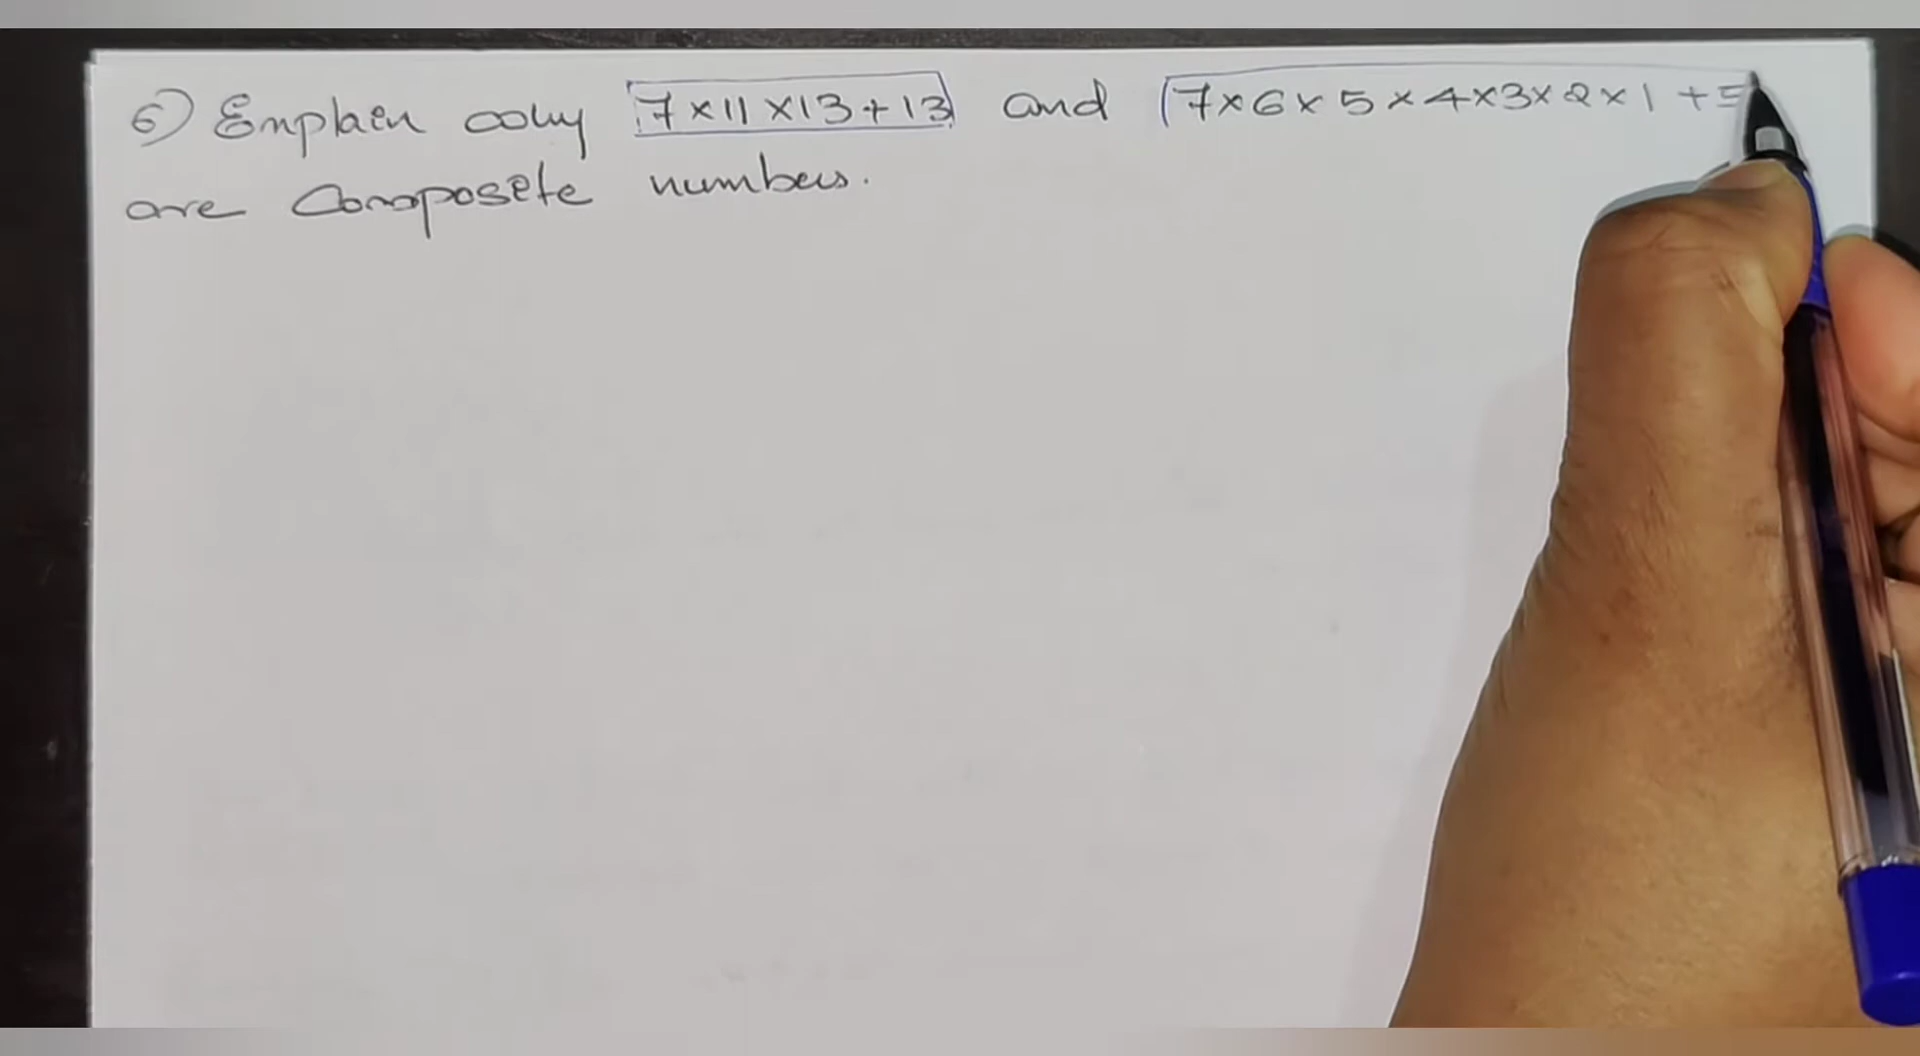 6) Explain why 7×11×13+13 and 7×6×5×4×3×2×1+5
are Composite numbers.